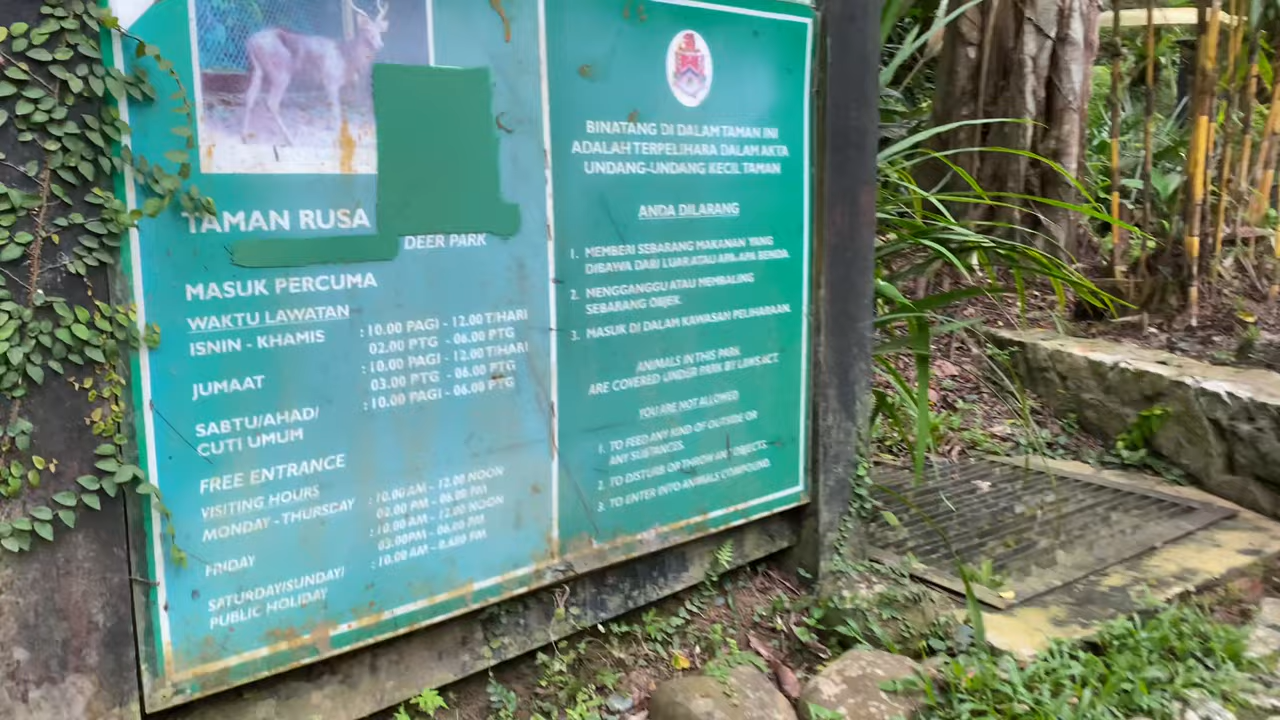 TAMAN RUSA
DEER PARK
MASUK PERCUMA
WAKTU LAWATAN
ISNIN - KHAMIS : 10.00 PAGI - 12.00 T/HARI
02.00 PTG - 06.00 PTG
JUMAAT : 10.00 PAGI - 12.00 T/HARI
03.00 PTG - 06.00 PTG
SABTU/AHAD/ : 10.00 PAGI - 06.00 PTG
CUTI UMUM
FREE ENTRANCE
VISITING HOURS
MONDAY - THURSDAY : 10.00 AM - 12.00 NOON
02.00 PM - 06.00 PM
FRIDAY : 10.00 AM - 12.00 NOON
03.00PM - 06.00 PM
SATURDAY/SUNDAY/ : 10.00 AM - PM
PUBLIC HOLIDAY
BINATANG DI DALAM TAMAN INI
ADALAH TERPELIHARA DALAM AKTA
UNDANG-UNDANG KECIL TAMAN
ANDA DILARANG
1. MEMBERI SEBARANG MAKANAN YANG
DIBAWA DARI LUAR ATAU APA-APA BENDA.
2. MENGGANGGU ATAU MEMBALING
SEBARANG OBJEK.
3. MASUK DI DALAM KAWASAN PELIHARAAN.
ANIMALS IN THIS PARK
ARE COVERED UNDER PARK BY LAWS ACT.
YOU ARE NOT ALLOWED
1. TO FEED ANY KIND OF OUTSIDE OR
ANY SUBTANCES.
2. TO DISTURB OR THROW ANY OBJECTS.
3. TO ENTER INTO ANIMALS COMPOUND.